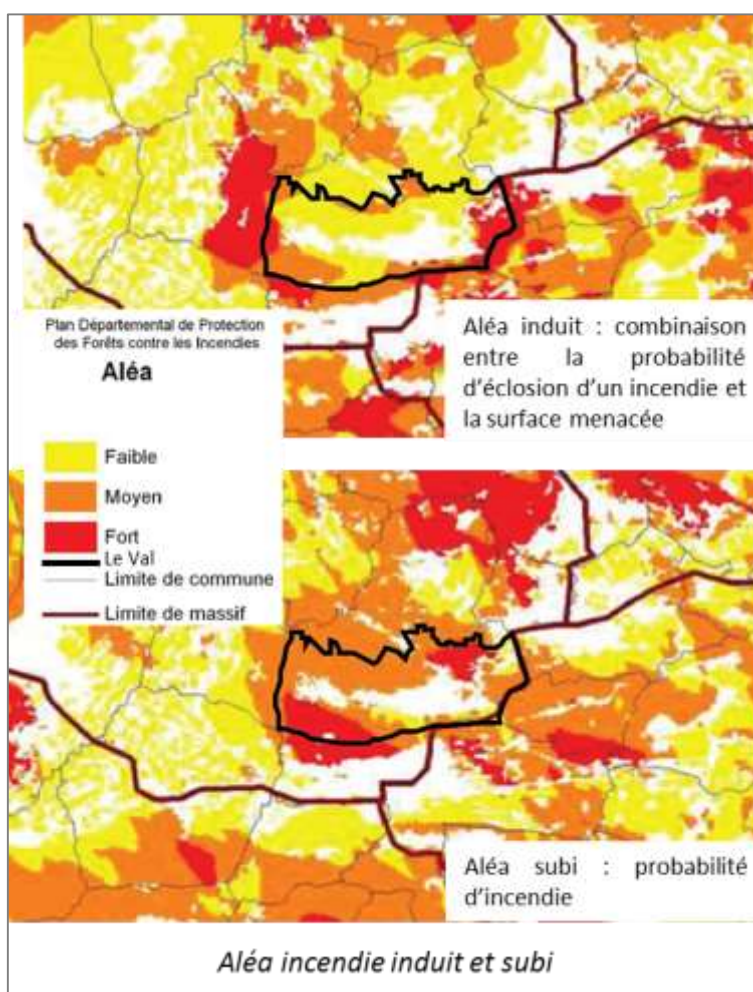 Plan Départemental de Protection
des Forêts contre les Incendies
Aléa
Faible
Moyen
Fort
Le Val
Limite de commune
Limite de massif
Aléa induit : combinaison
entre la probabilité
d'éclosion d'un incendie et
la surface menacée
Aléa subi : probabilité
d'incendie
Aléa incendie induit et subi